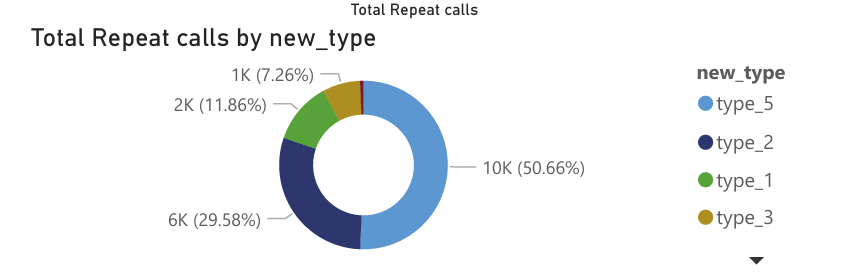 Total Repeat calls
Total Repeat calls by new_type
1K (7.26%)
2K (11.86%)
6K (29.58%)
10K (50.66%)
new_type
type_5
type_2
type_1
type_3